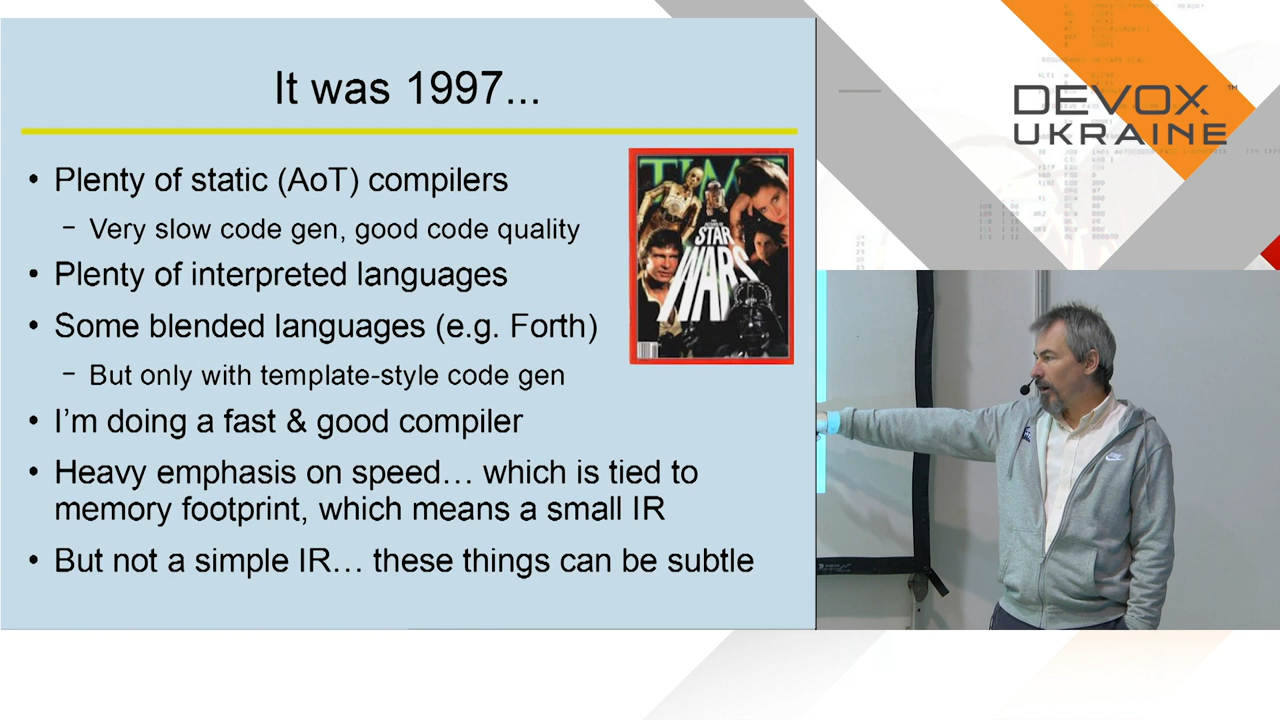 It was 1997...
• Plenty of static (AoT) compilers
– Very slow code gen, good code quality
• Plenty of interpreted languages
• Some blended languages (e.g. Forth)
– But only with template-style code gen
• I'm doing a fast & good compiler
• Heavy emphasis on speed… which is tied to
memory footprint, which means a small IR
• But not a simple IR… these things can be subtle
TIME
STAR
WARS
DEVOX™
UKRAINE